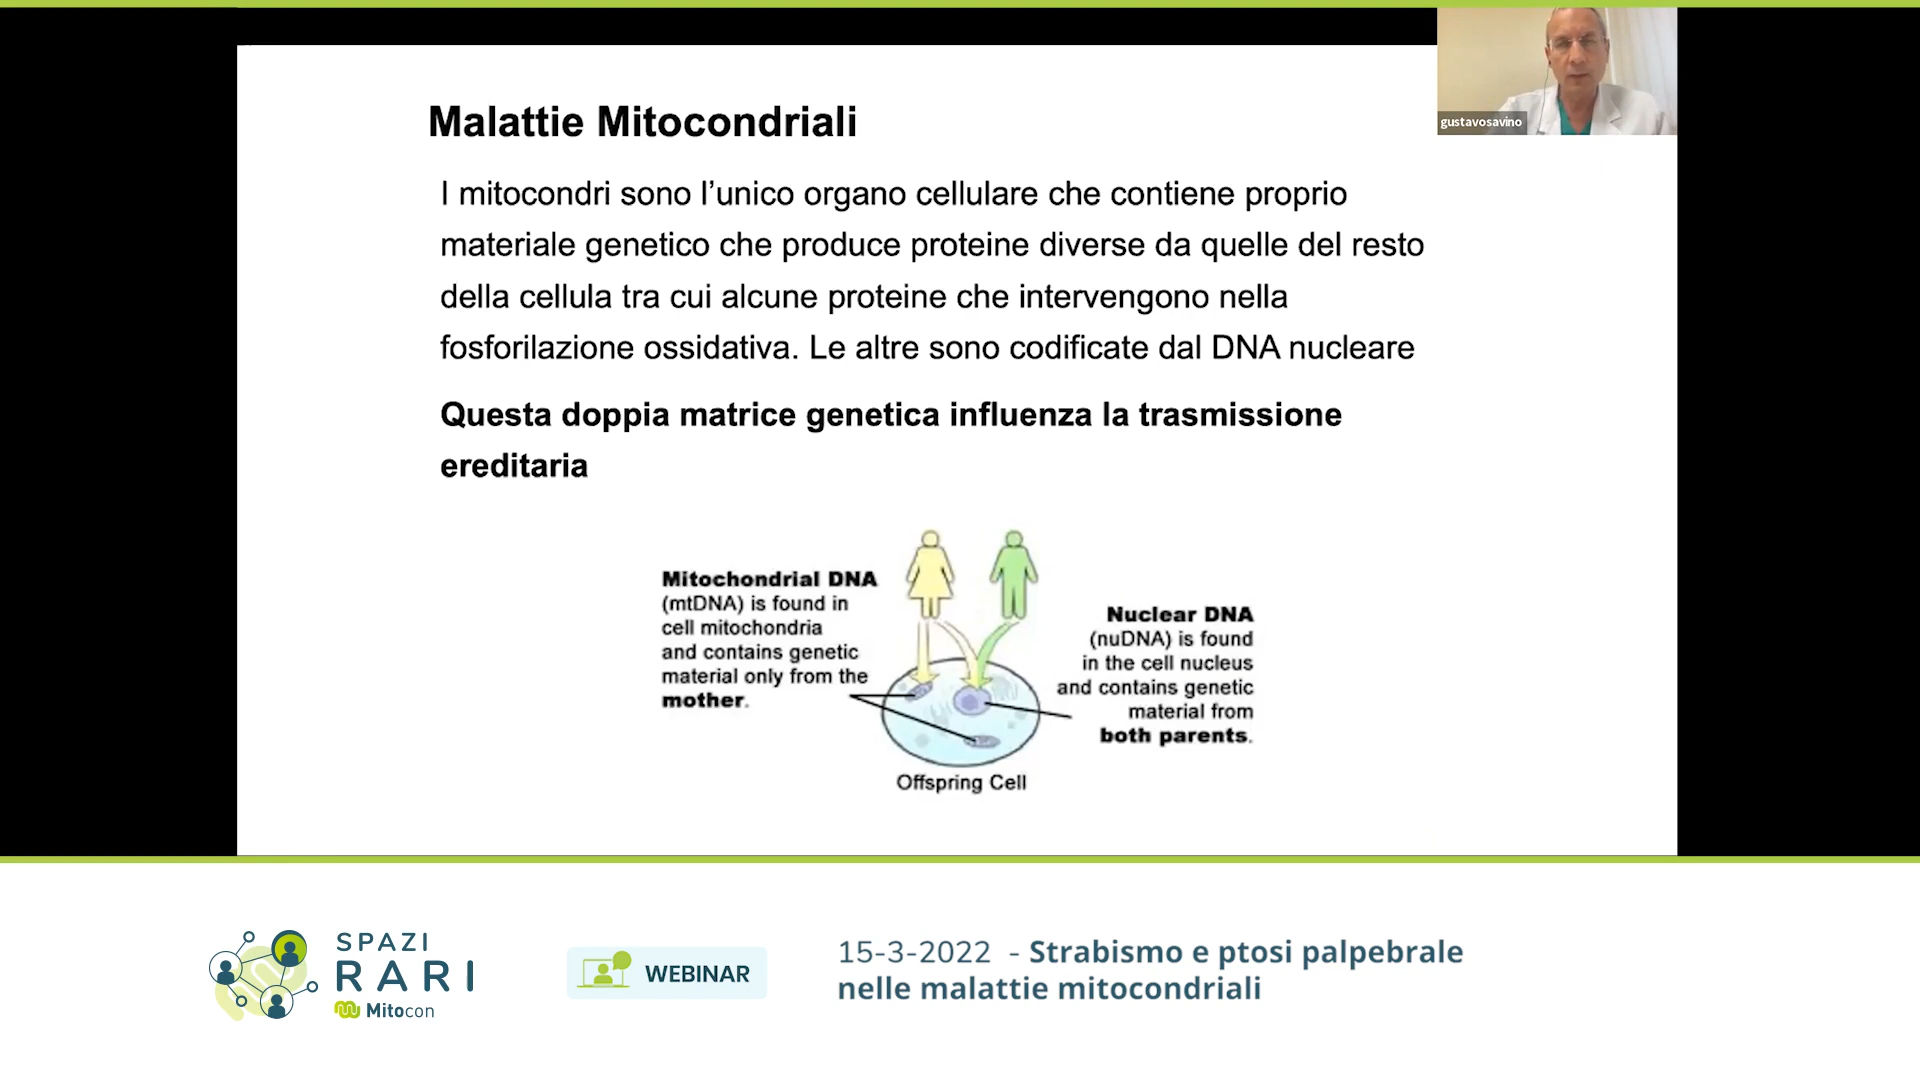 gustavosavino
Malattie Mitocondriali
I mitocondri sono l’unico organo cellulare che contiene proprio
materiale genetico che produce proteine diverse da quelle del resto
della cellula tra cui alcune proteine che intervengono nella
fosforilazione ossidativa. Le altre sono codificate dal DNA nucleare
Questa doppia matrice genetica influenza la trasmissione
ereditaria
Mitochondrial DNA
(mtDNA) is found in
cell mitochondria
and contains genetic
material only from the
mother.
Nuclear DNA
(nuDNA) is found
in the cell nucleus
and contains genetic
material from
both parents.
Offspring Cell
SPAZI
RARI
Mitocon
WEBINAR
15-3-2022 - Strabismo e ptosi palpebrale
nelle malattie mitocondriali